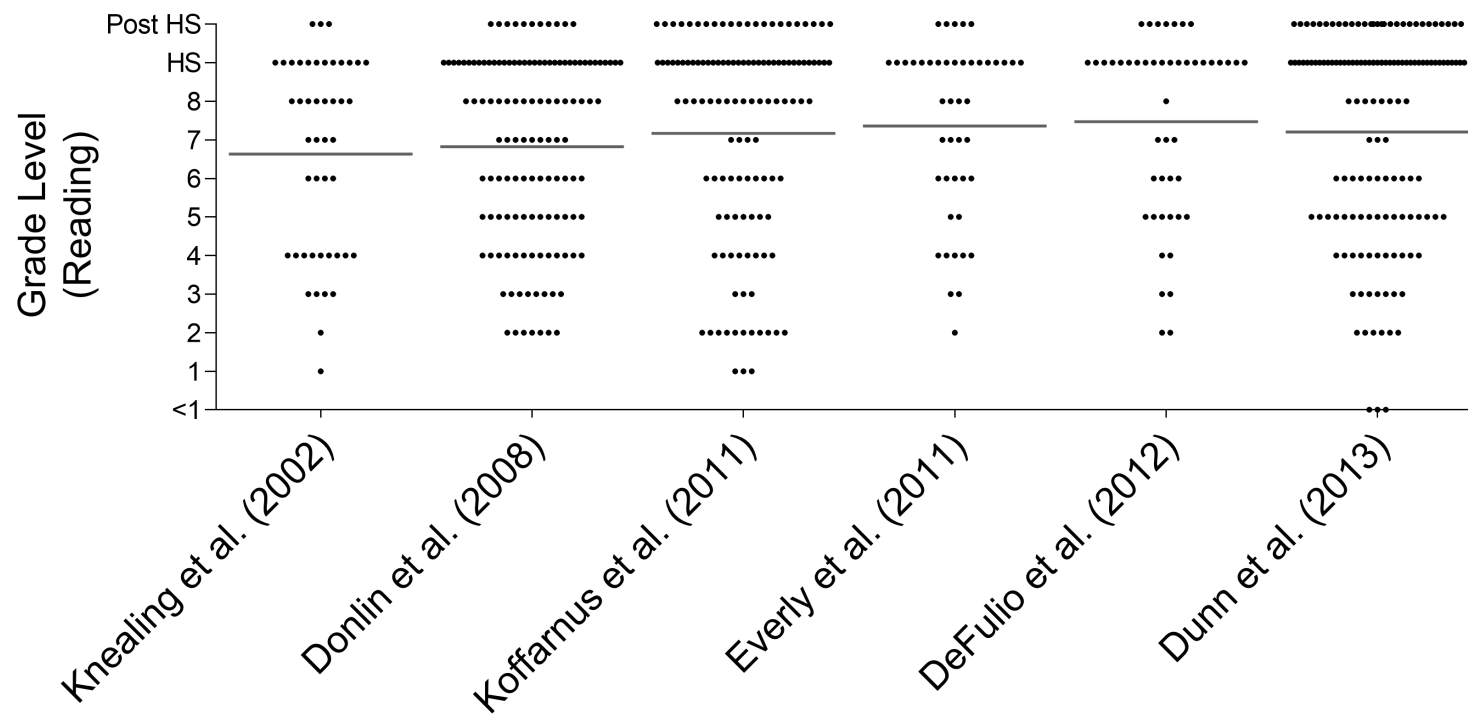 Grade Level
(Reading)
Post HS
HS
8
7
6
5
4
3
2
1
<1
Knealing et al. (2002)
Donlin et al. (2008)
Koffarnus et al. (2011)
Everly et al. (2011)
DeFulio et al. (2012)
Dunn et al. (2013)